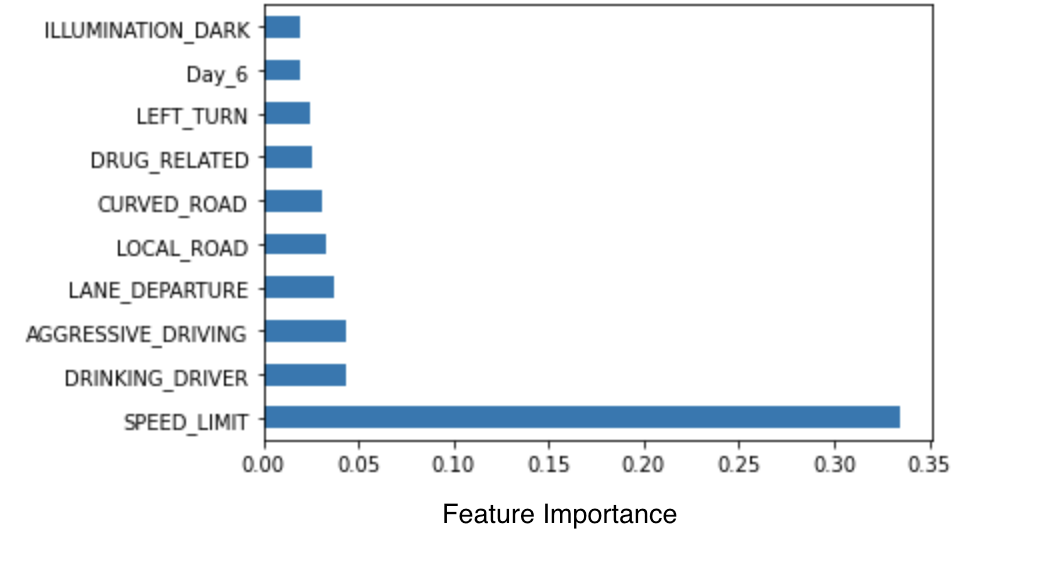 ILLUMINATION_DARK
Day_6
LEFT_TURN
DRUG_RELATED
CURVED_ROAD
LOCAL_ROAD
LANE_DEPARTURE
AGGRESSIVE_DRIVING
DRINKING_DRIVER
SPEED_LIMIT
0.00 0.05 0.10 0.15 0.20 0.25 0.30 0.35
Feature Importance